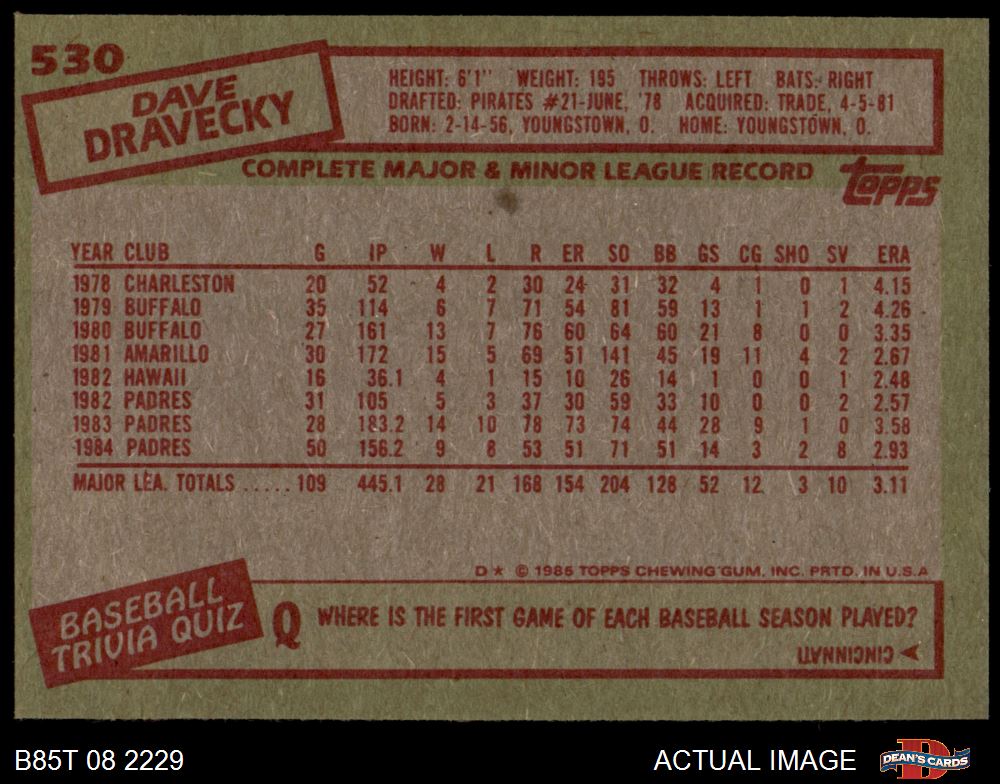 530
DAVE
DRAVECKY
HEIGHT: 6'1" WEIGHT: 195 THROWS: LEFT BATS: RIGHT
DRAFTED: PIRATES #21-JUNE, '78 ACQUIRED: TRADE, 4-5-81
BORN: 2-14-56, YOUNGSTOWN, O. HOME: YOUNGSTOWN, O.
COMPLETE MAJOR & MINOR LEAGUE RECORD
TOPPS
YEAR CLUB G IP W L R ER SO BB GS CG SHO SV ERA
1978 CHARLESTON 20 52 4 2 30 24 31 32 4 1 0 1 4.15
1979 BUFFALO 35 114 6 7 71 54 81 59 13 1 1 2 4.26
1980 BUFFALO 27 161 13 7 76 60 64 60 21 8 0 0 3.35
1981 AMARILLO 30 172 15 5 69 51 141 45 19 11 4 2 2.67
1982 HAWAII 16 36.1 4 1 15 10 26 14 1 0 0 1 2.48
1982 PADRES 31 105 5 3 37 30 59 33 10 0 0 2 2.57
1983 PADRES 28 183.2 14 10 78 73 74 44 28 9 1 0 3.58
1984 PADRES 50 156.2 9 8 53 51 71 51 14 3 2 8 2.93
MAJOR LEA. TOTALS ..... 109 445.1 28 21 168 154 204 128 52 12 3 10 3.11
D★ © 1985 TOPPS CHEWING GUM, INC. PRTD. IN U.S.A
BASEBALL
TRIVIA QUIZ
Q WHERE IS THE FIRST GAME OF EACH BASEBALL SEASON PLAYED?
A CINCINNATI
B85T 08 2229 ACTUAL IMAGE
D
DEAN'S CARDS